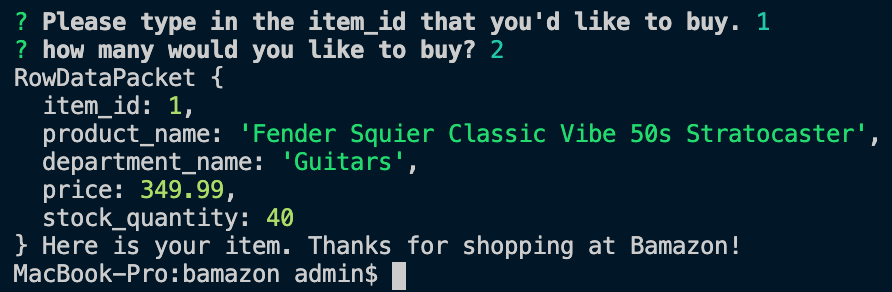 ? Please type in the item_id that you'd like to buy. 1
? how many would you like to buy? 2
RowDataPacket {
  item_id: 1,
  product_name: 'Fender Squier Classic Vibe 50s Stratocaster',
  department_name: 'Guitars',
  price: 349.99,
  stock_quantity: 40
} Here is your item. Thanks for shopping at Bamazon!
MacBook-Pro:bamazon admin$